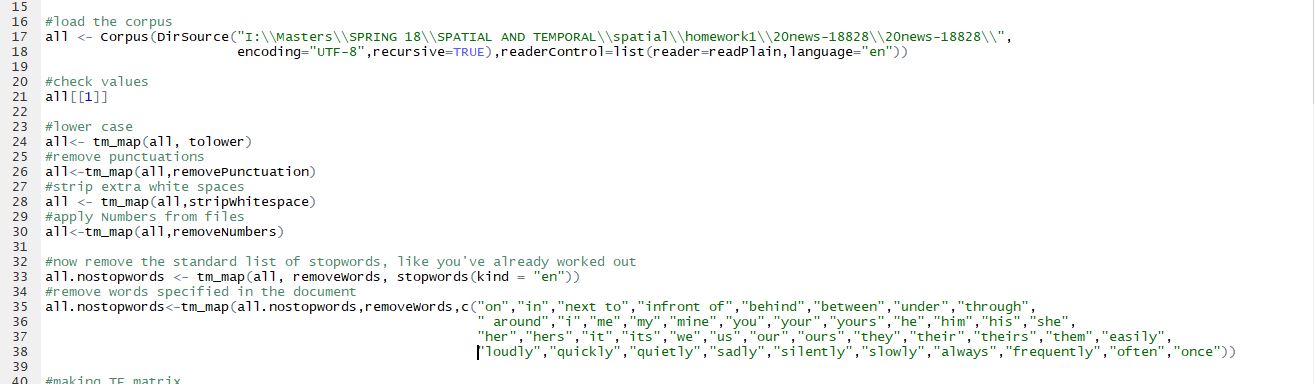 15
16 #load the corpus
17 all <- Corpus(DirSource("I:\\Masters\\SPRING 18\\SPATIAL AND TEMPORAL\\spatial\\homework1\\20news-18828\\20news-18828\\",
18 encoding="UTF-8",recursive=TRUE),readerControl=list(reader=readPlain,language="en"))
19
20 #check values
21 all[[1]]
22
23 #lower case
24 all<- tm_map(all, tolower)
25 #remove punctuations
26 all<-tm_map(all,removePunctuation)
27 #strip extra white spaces
28 all <- tm_map(all,stripWhitespace)
29 #apply Numbers from files
30 all<-tm_map(all,removeNumbers)
31
32 #now remove the standard list of stopwords, like you've already worked out
33 all.nostopwords <- tm_map(all, removeWords, stopwords(kind = "en"))
34 #remove words specified in the document
35 all.nostopwords<-tm_map(all.nostopwords,removeWords,c("on","in","next to","infront of","behind","between","under","through",
36 " around","i","me","my","mine","you","your","yours","he","him","his","she",
37 "her","hers","it","its","we","us","our","ours","they","their","theirs","them","easily",
38 "loudly","quickly","quietly","sadly","silently","slowly","always","frequently","often","once"))
39
40 #making TF matrix